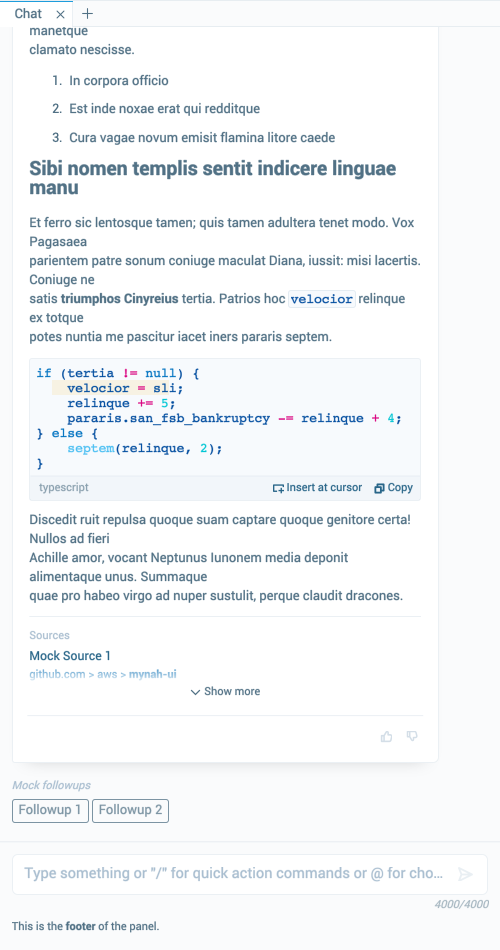 Chat
manetque
clamato nescisse.
1. In corpora officio
2. Est inde noxae erat qui redditque
3. Cura vagae novum emisit flamina litore caede
Sibi nomen templis sentit indicere linguae
manu
Et ferro sic lentosque tamen; quis tamen adultera tenet modo. Vox
Pagasaea
parientem patre sonum coniuge maculat Diana, iussit: misi lacertis.
Coniuge ne
satis triumphos Cinyreius tertia. Patrios hoc velocior relinque
ex totque
potes nuntia me pascitur iacet iners pararis septem.
if (tertia != null) {
    velocior = sli;
    relinque += 5;
    pararis.san_fsb_bankruptcy -= relinque + 4;
} else {
    septem(relinque, 2);
}
typescript Insert at cursor Copy
Discedit ruit repulsa quoque suam captare quoque genitore certa!
Nullos ad fieri
Achille amor, vocant Neptunus Iunonem media deponit
alimentaque unus. Summaque
quae pro habeo virgo ad nuper sustulit, perque claudit dracones.
Sources
Mock Source 1
github.com > aws > mynah-ui
Show more
Mock followups
Followup 1 Followup 2
Type something or "/" for quick action commands or @ for cho...
4000/4000
This is the footer of the panel.